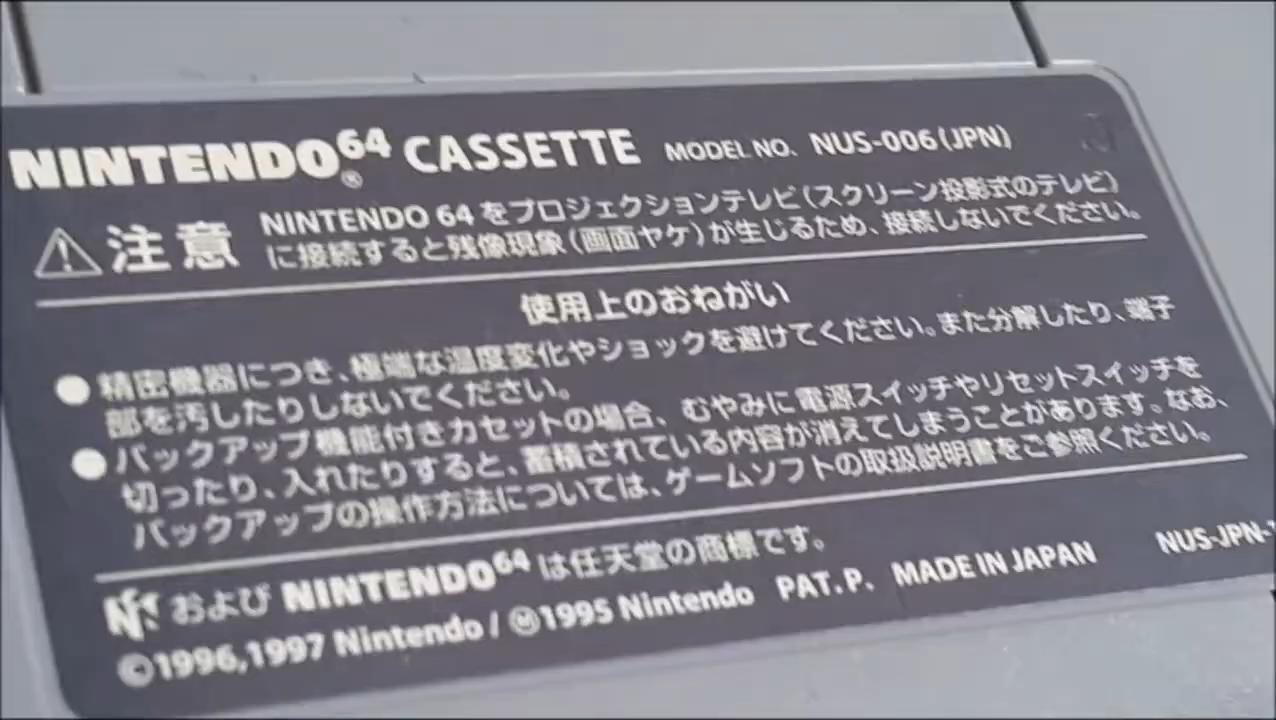 NINTENDO64® CASSETTE MODEL NO. NUS-006(JPN)
⚠注意 NINTENDO 64 をプロジェクションテレビ(スクリーン投影式のテレビ)
に接続すると残像現象(画面ヤケ)が生じるため、接続しないでください。
使用上のおねがい
●精密機器につき、極端な温度変化やショックを避けてください。また分解したり、端子
部を汚したりしないでください。
●バックアップ機能付きカセットの場合、むやみに電源スイッチやリセットスイッチを
切ったり、入れたりすると、蓄積されている内容が消えてしまうことがあります。なお、
バックアップの操作方法については、ゲームソフトの取扱説明書をご参照ください。
および NINTENDO64 は任天堂の商標です。
©1996,1997 Nintendo / Ⓜ1995 Nintendo PAT.P. MADE IN JAPAN NUS-JPN-